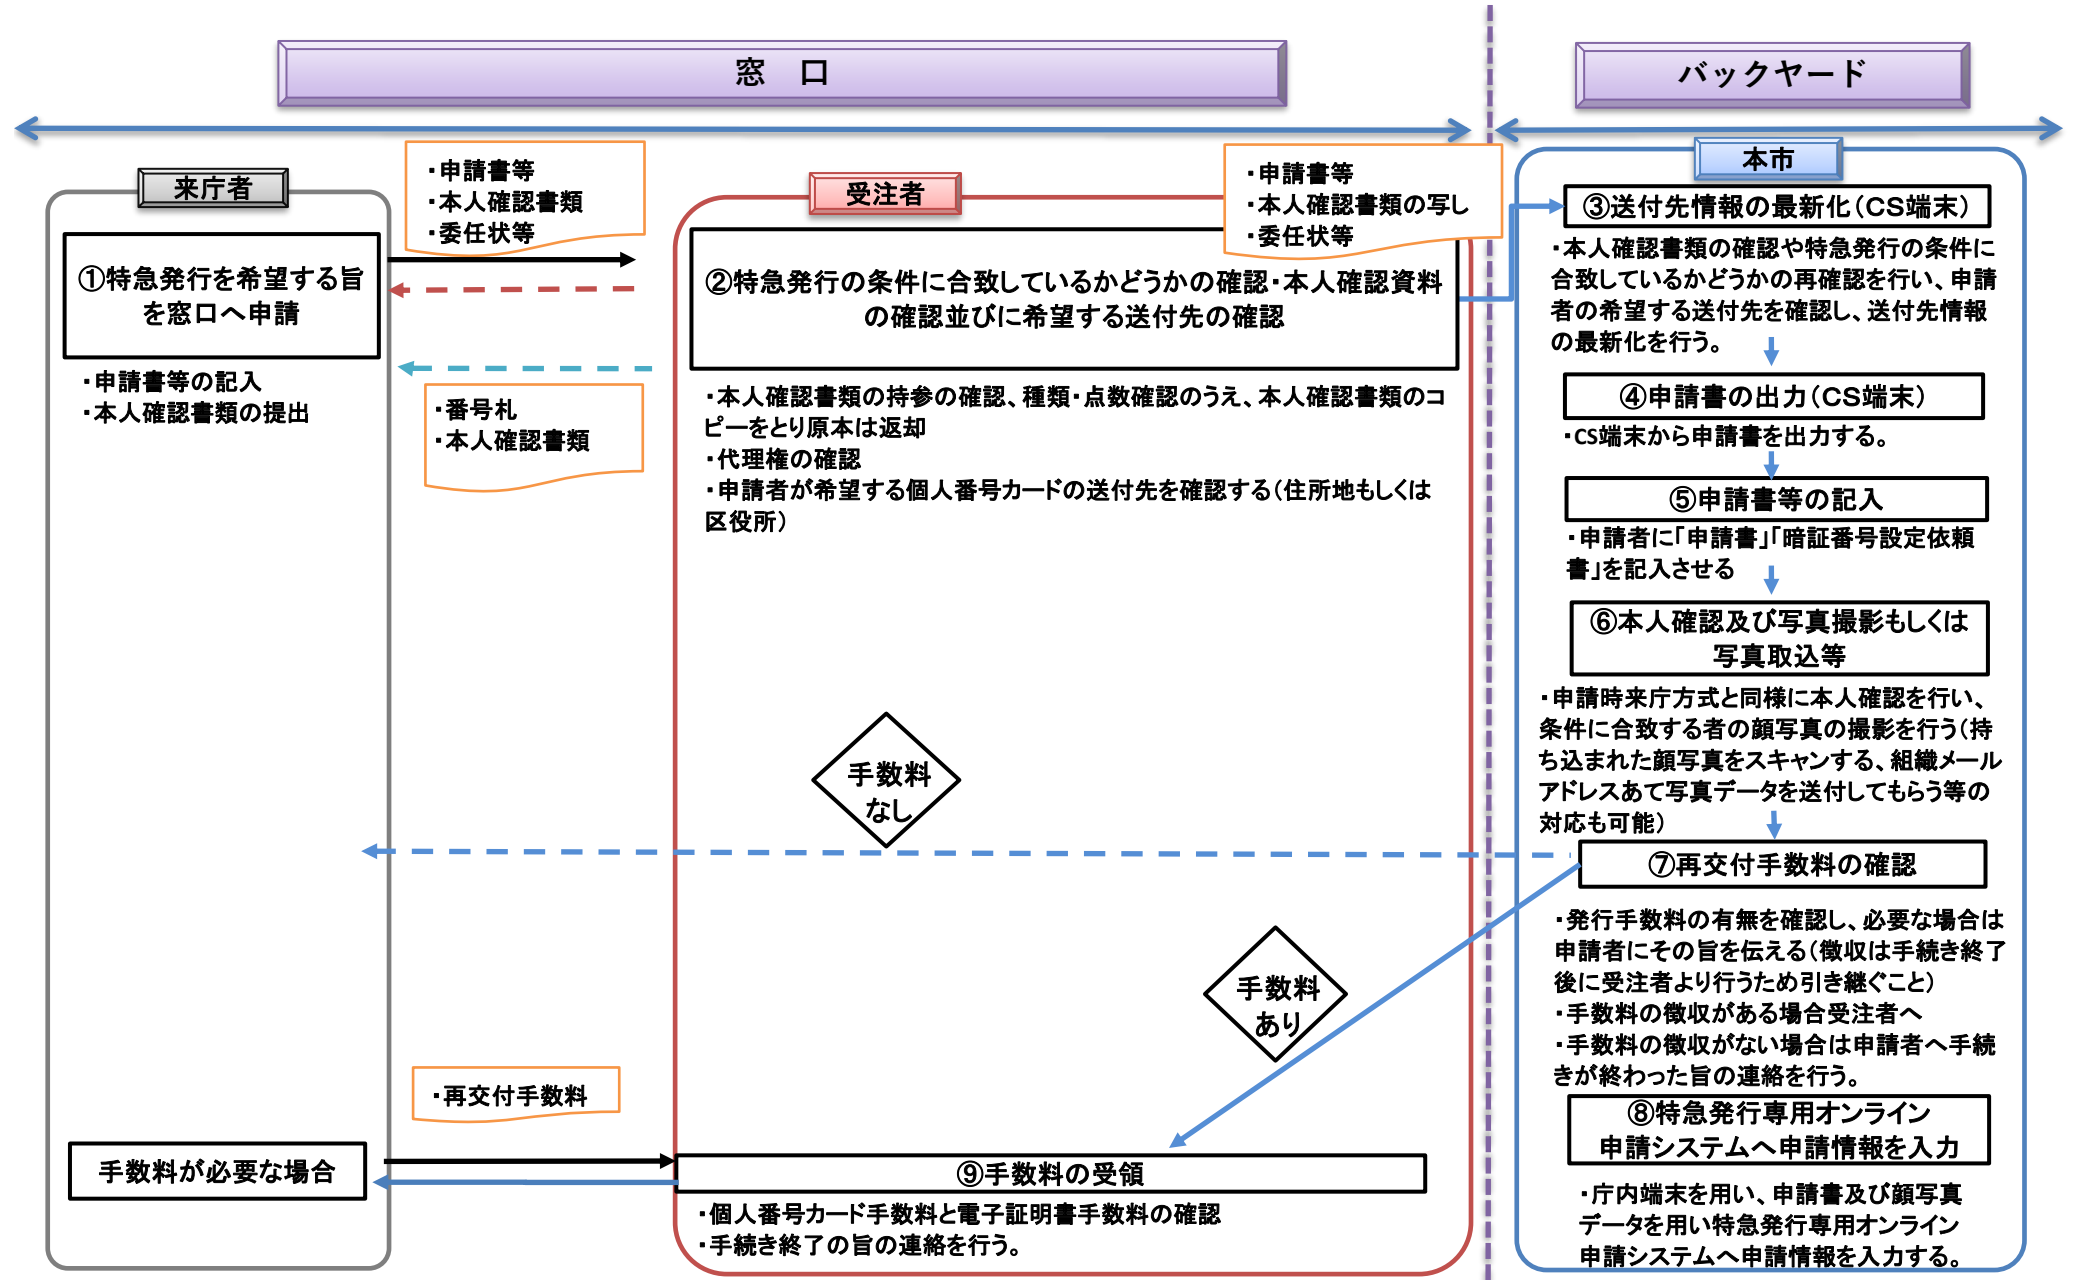 窓　口
バックヤード
来庁者
①特急発行を希望する旨
を窓口へ申請
・申請書等の記入
・本人確認書類の提出
・申請書等
・本人確認書類
・委任状等
・番号札
・本人確認書類
受注者
②特急発行の条件に合致しているかどうかの確認・本人確認資料
の確認並びに希望する送付先の確認
・本人確認書類の持参の確認、種類・点数確認のうえ、本人確認書類のコ
ピーをとり原本は返却
・代理権の確認
・申請者が希望する個人番号カードの送付先を確認する（住所地もしくは
区役所）
・申請書等
・本人確認書類の写し
・委任状等
本市
③送付先情報の最新化（CS端末）
・本人確認書類の確認や特急発行の条件に
合致しているかどうかの再確認を行い、申請
者の希望する送付先を確認し、送付先情報
の最新化を行う。
④申請書の出力（CS端末）
・CS端末から申請書を出力する。
⑤申請書等の記入
・申請者に「申請書」「暗証番号設定依頼
書」を記入させる
⑥本人確認及び写真撮影もしくは
写真取込等
・申請時来庁方式と同様に本人確認を行い、
条件に合致する者の顔写真の撮影を行う（持
ち込まれた顔写真をスキャンする、組織メール
アドレスあて写真データを送付してもらう等の
対応も可能）
⑦再交付手数料の確認
・発行手数料の有無を確認し、必要な場合は
申請者にその旨を伝える（徴収は手続き終了
後に受注者より行うため引き継ぐこと）
・手数料の徴収がある場合受注者へ
・手数料の徴収がない場合は申請者へ手続
きが終わった旨の連絡を行う。
⑧特急発行専用オンライン
申請システムへ申請情報を入力
・庁内端末を用い、申請書及び顔写真
データを用い特急発行専用オンライン
申請システムへ申請情報を入力する。
手数料
なし
手数料
あり
・再交付手数料
手数料が必要な場合
⑨手数料の受領
・個人番号カード手数料と電子証明書手数料の確認
・手続き終了の旨の連絡を行う。